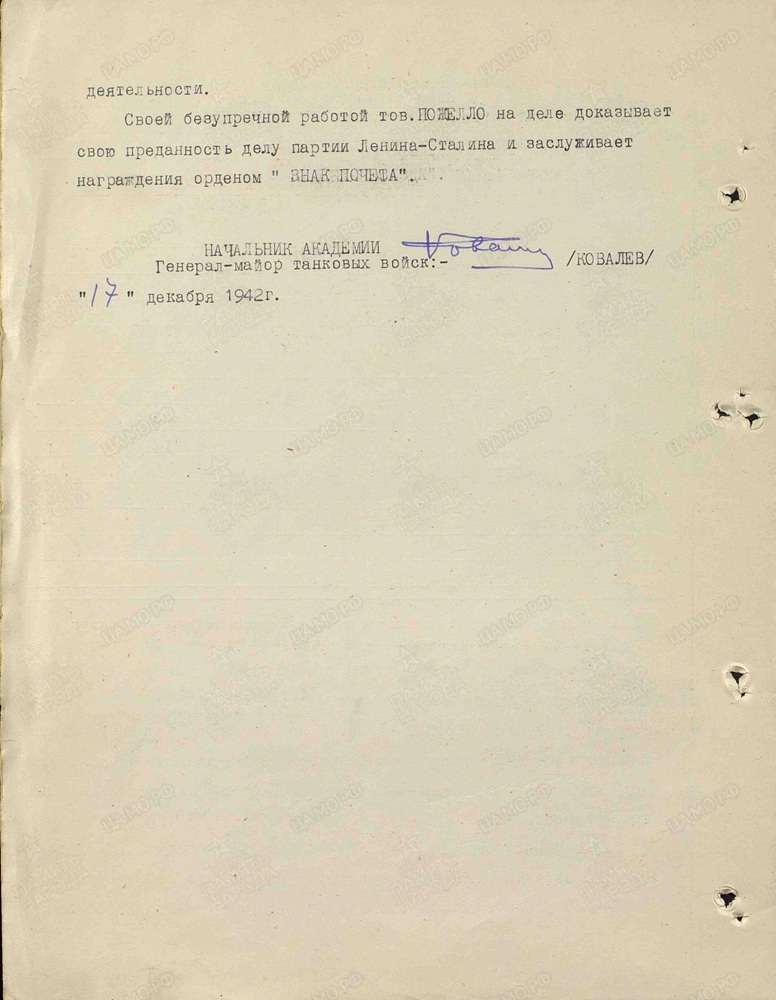 деятельности.
Своей безупречной работой тов.ПОЖЕЛЛО на деле доказывает
свою преданность делу партии Ленина-Сталина и заслуживает
награждения орденом " ЗНАК ПОЧЕТА".
НАЧАЛЬНИК АКАДЕМИИ
Генерал-майор танковых войск:- /КОВАЛЕВ/
"17" декабря 1942г.